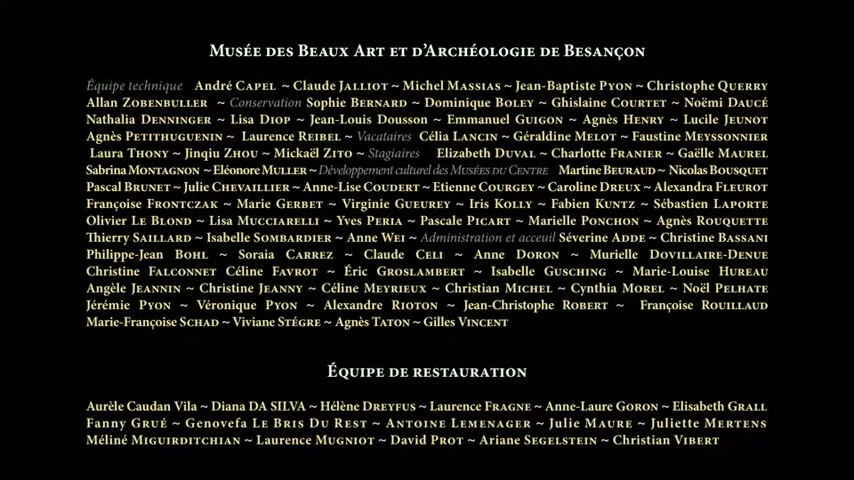 Musée des Beaux Art et d'Archéologie de Besançon
Équipe technique André Capel ~ Claude Jalliot ~ Michel Massias ~ Jean-Baptiste Pyon ~ Christophe Querry
Allan Zobenbuller ~ Conservation Sophie Bernard ~ Dominique Boley ~ Ghislaine Courtet ~ Noëmi Daucé
Nathalia Denninger ~ Lisa Diop ~ Jean-Louis Dousson ~ Emmanuel Guigon ~ Agnès Henry ~ Lucile Jeunot
Agnès Petithuguenin ~ Laurence Reibel ~ Vacataires Célia Lancin ~ Géraldine Melot ~ Faustine Meyssonnier
Laura Thony ~ Jinqiu Zhou ~ Mickaël Zito ~ Stagiaires Elizabeth Duval ~ Charlotte Franier ~ Gaëlle Maurel
Sabrina Montagnon ~ Eléonore Muller ~ Développement culturel des Musées du Centre Martine Beuraud ~ Nicolas Bousquet
Pascal Brunet ~ Julie Chevaillier ~ Anne-Lise Coudert ~ Etienne Courgey ~ Caroline Dreux ~ Alexandra Fleurot
Françoise Frontczak ~ Marie Gerbet ~ Virginie Gueurey ~ Iris Kolly ~ Fabien Kuntz ~ Sébastien Laporte
Olivier Le Blond ~ Lisa Mucciarelli ~ Yves Peria ~ Pascale Picart ~ Marielle Ponchon ~ Agnès Rouquette
Thierry Saillard ~ Isabelle Sombardier ~ Anne Wei ~ Administration et acceuil Séverine Adde ~ Christine Bassani
Philippe-Jean Bohl ~ Soraia Carrez ~ Claude Celi ~ Anne Doron ~ Murielle Dovillaire-Denue
Christine Falconnet Céline Favrot ~ Éric Groslambert ~ Isabelle Gusching ~ Marie-Louise Hureau
Angèle Jeannin ~ Christine Jeanny ~ Céline Meyrieux ~ Christian Michel ~ Cynthia Morel ~ Noël Pelhate
Jérémie Pyon ~ Véronique Pyon ~ Alexandre Rioton ~ Jean-Christophe Robert ~ Françoise Rouillaud
Marie-Françoise Schad ~ Viviane Stégre ~ Agnès Taton ~ Gilles Vincent
Équipe de restauration
Aurèle Caudan Vila ~ Diana DA SILVA ~ Hélène Dreyfus ~ Laurence Fragne ~ Anne-Laure Goron ~ Elisabeth Grall
Fanny Grué ~ Genovefa Le Bris Du Rest ~ Antoine Lemenager ~ Julie Maure ~ Juliette Mertens
Méliné Miguirditchian ~ Laurence Mugniot ~ David Prot ~ Ariane Segelstein ~ Christian Vibert